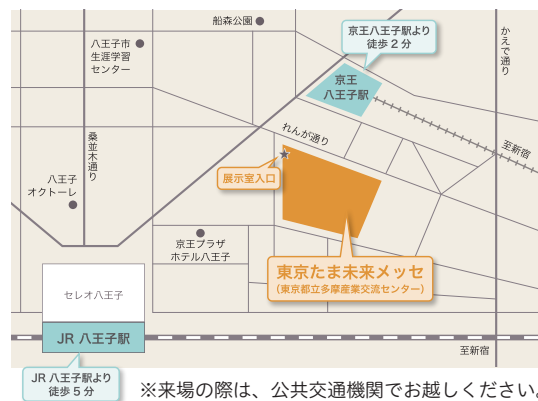 船森公園
京王八王子駅より
徒歩2分
かえで通り
八王子市
生涯学習
センター
京王
八王子駅
れんが通り
至新宿
桑並木通り
展示室入口
八王子
オクトーレ
京王プラザ
ホテル八王子
東京たま未来メッセ
(東京都立多摩産業交流センター)
セレオ八王子
JR 八王子駅
至新宿
JR 八王子駅より
徒歩5分
※来場の際は、公共交通機関でお越しください。